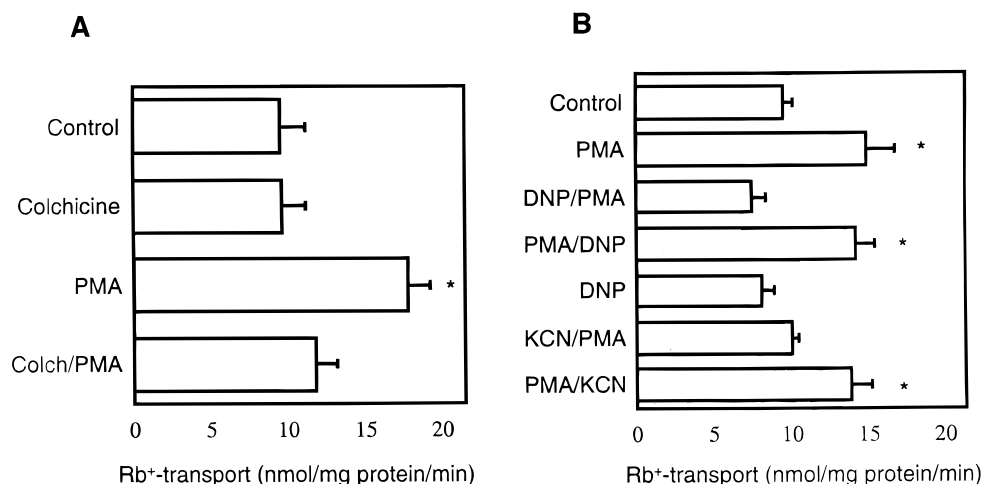 A
Control
Colchicine
PMA
*
Colch/PMA
0 5 10 15 20
Rb⁺-transport (nmol/mg protein/min)
B
Control
PMA
*
DNP/PMA
PMA/DNP
*
DNP
KCN/PMA
PMA/KCN
*
0 5 10 15 20
Rb⁺-transport (nmol/mg protein/min)